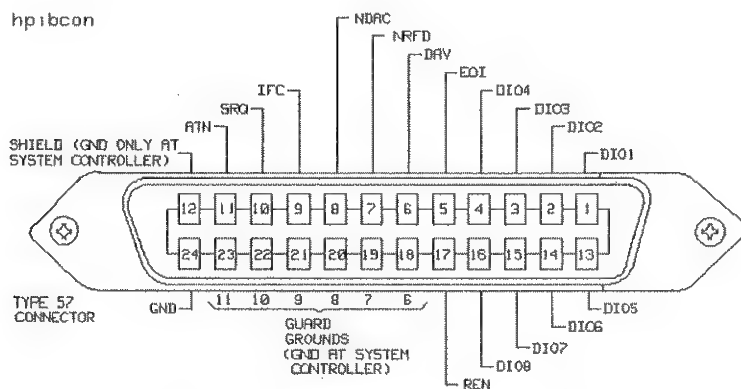 hpibcon
NDAC
NRFD
DAV
EOI
IFC
DIO4
SRQ
DIO3
ATN
DIO2
SHIELD (GND ONLY AT
SYSTEM CONTROLLER)
DIO1
12 11 10 9 8 7 6 5 4 3 2 1
24 23 22 21 20 19 18 17 16 15 14 13
TYPE 57
CONNECTOR
GND
11 10 9 8 7 6
DIO5
GUARD
GROUNDS
(GND AT SYSTEM
CONTROLLER)
DIO6
DIO7
DIO8
REN